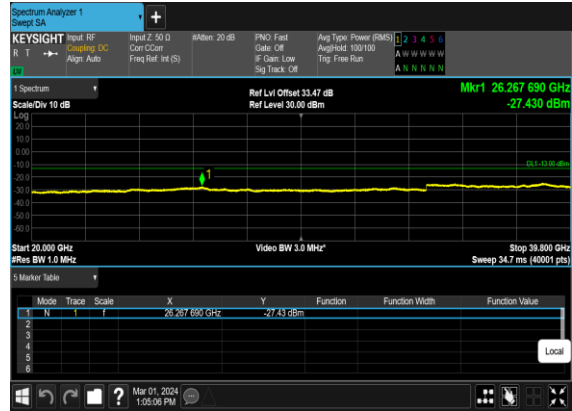 Spectrum Analyzer 1
Swept SA
+
KEYSIGHT Input: RF Input Z: 50 Ω #Atten: 20 dB PNO: Fast Avg Type: Power (RMS) 1 2 3 4 5 6
R T Coupling: DC Corr CCorr Gate: Off Avg|Hold: 100/100 A W W W W W
Align: Auto Freq Ref: Int (S) IF Gain: Low Trig: Free Run
LW Sig Track: Off A N N N N N
1 Spectrum Ref Lvl Offset 33.47 dB Mkr1 26.267 690 GHz
Scale/Div 10 dB Ref Level 30.00 dBm -27.430 dBm
Log
20.0
10.0
0.00
-10.0 DL1 -13.00 dBm
1
-20.0
-30.0
-40.0
-50.0
-60.0
Start 20.000 GHz Video BW 3.0 MHz* Stop 39.800 GHz
#Res BW 1.0 MHz Sweep 34.7 ms (40001 pts)
5 Marker Table
Mode Trace Scale X Y Function Function Width Function Value
1 N 1 f 26.267 690 GHz -27.43 dBm
2
3
4
5
6
Local
? Mar 01, 2024
1:05:06 PM